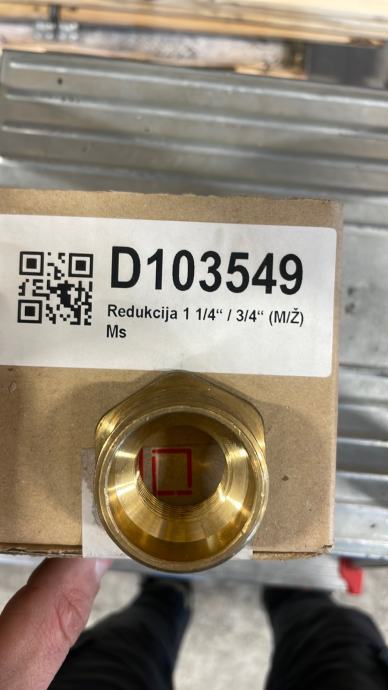 D103549
Redukcija 1 1/4“ / 3/4“ (M/Ž)
Ms